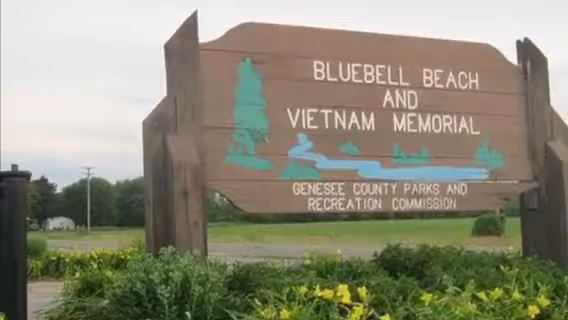 BLUEBELL BEACH
AND
VIETNAM MEMORIAL
GENESEE COUNTY PARKS AND
RECREATION COMMISSION